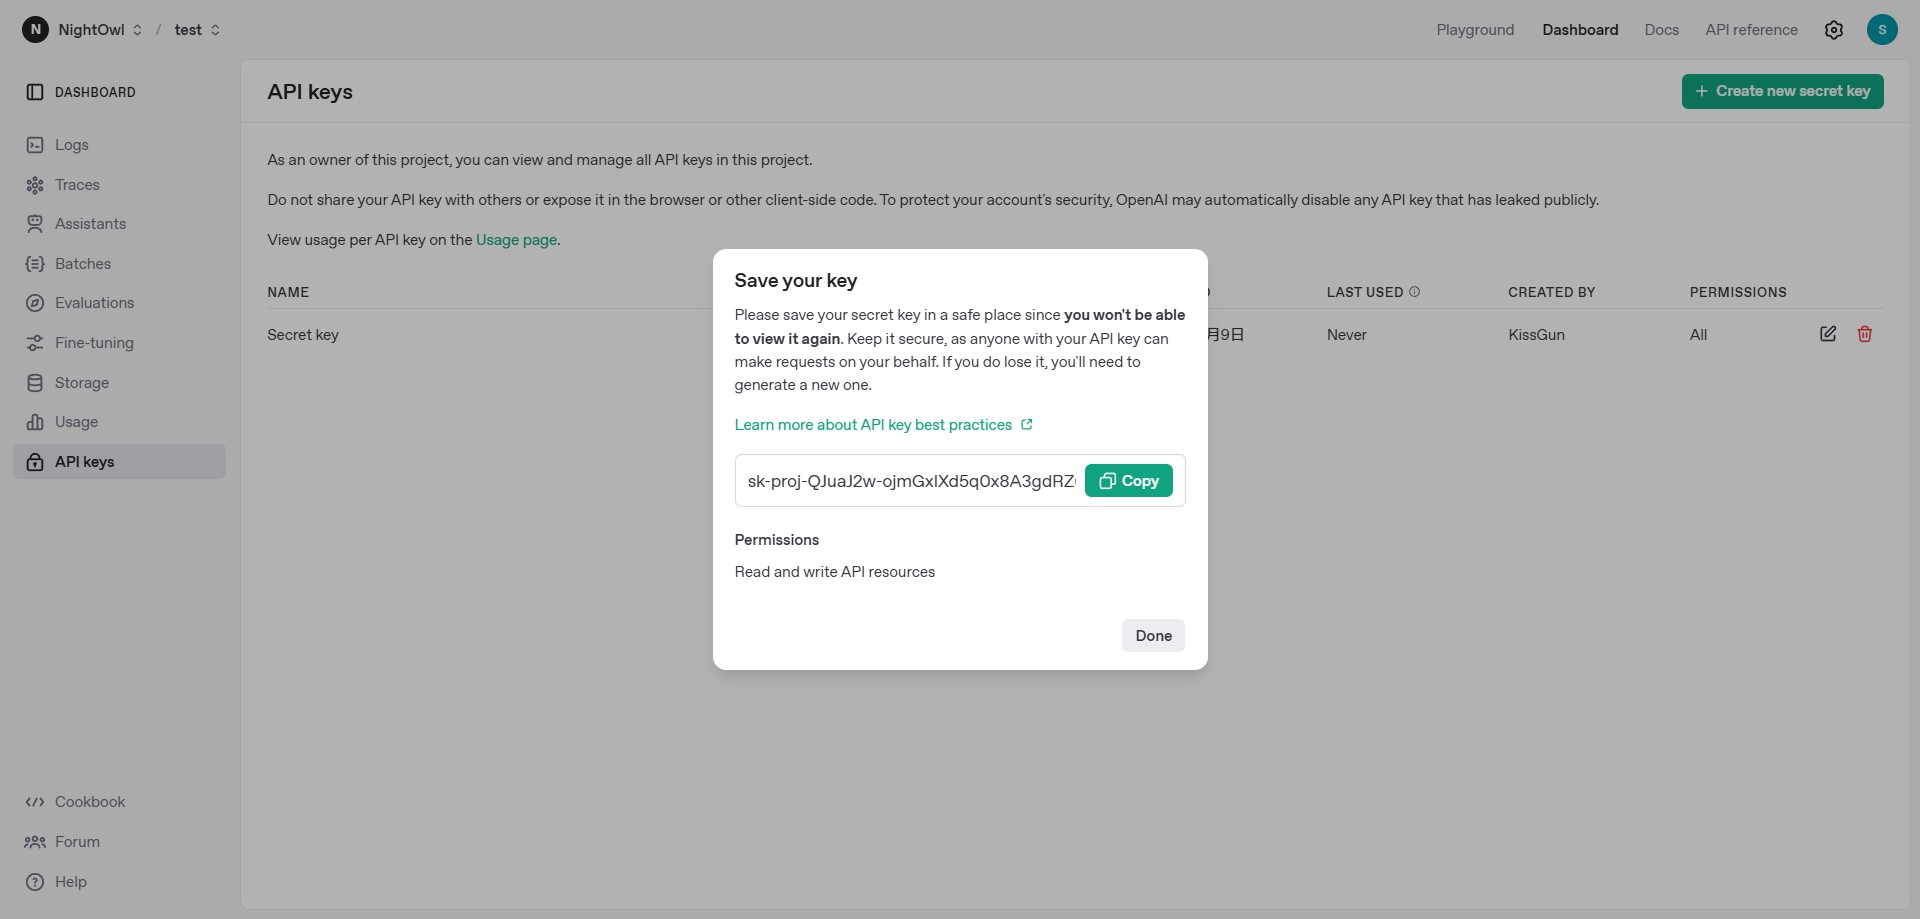 N NightOwl / test
Playground Dashboard Docs API reference S
DASHBOARD
Logs
Traces
Assistants
Batches
Evaluations
Fine-tuning
Storage
Usage
API keys
Cookbook
Forum
Help
API keys
+ Create new secret key
As an owner of this project, you can view and manage all API keys in this project.
Do not share your API key with others or expose it in the browser or other client-side code. To protect your account's security, OpenAI may automatically disable any API key that has leaked publicly.
View usage per API key on the Usage page.
NAME LAST USED CREATED BY PERMISSIONS
Secret key 月9日 Never KissGun All
Save your key
Please save your secret key in a safe place since you won't be able
to view it again. Keep it secure, as anyone with your API key can
make requests on your behalf. If you do lose it, you'll need to
generate a new one.
Learn more about API key best practices
sk-proj-QJuaJ2w-ojmGxIXd5q0x8A3gdRZ Copy
Permissions
Read and write API resources
Done